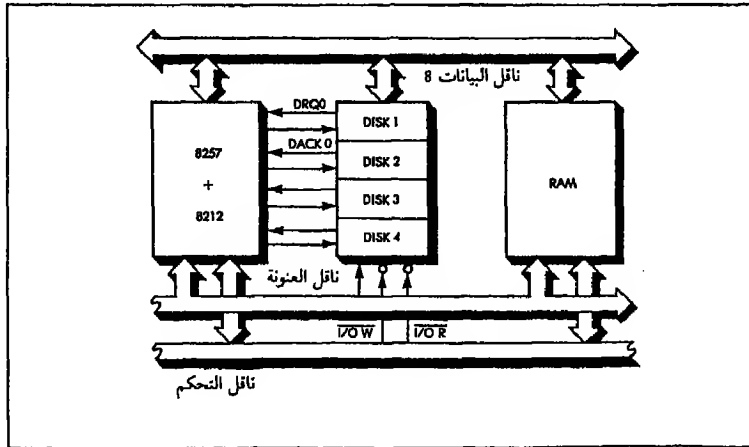 ناقل البيانات 8
DRQ0
DACK 0
8257
+
8212
DISK 1
DISK 2
DISK 3
DISK 4
RAM
ناقل العنونة
I/O W
I/O R
ناقل التحكم